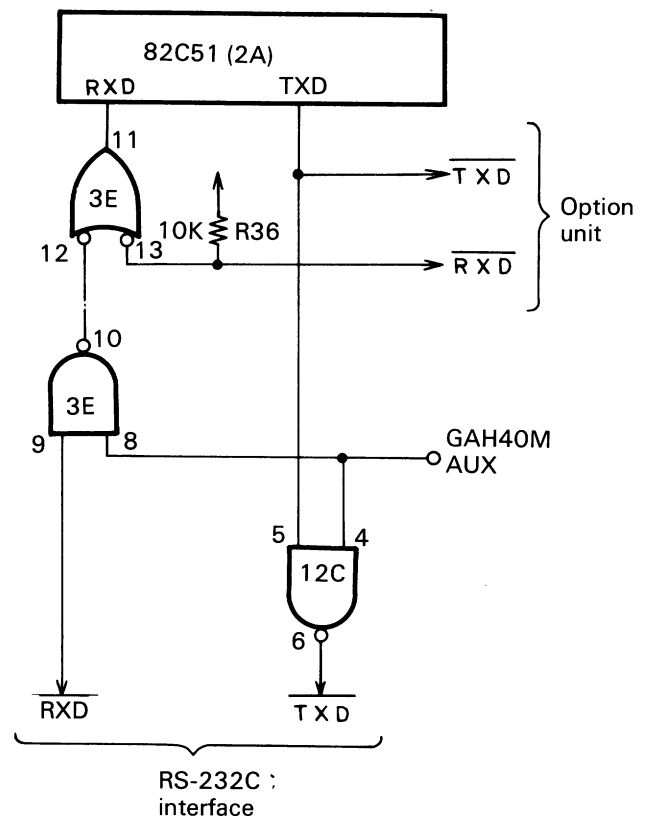 82C51 (2A)
RXD
TXD
11
3E
12
13
10K
R36
TXD
RXD
Option
unit
10
3E
9
8
GAH40M
AUX
5
4
12C
6
RXD
TXD
RS-232C :
interface